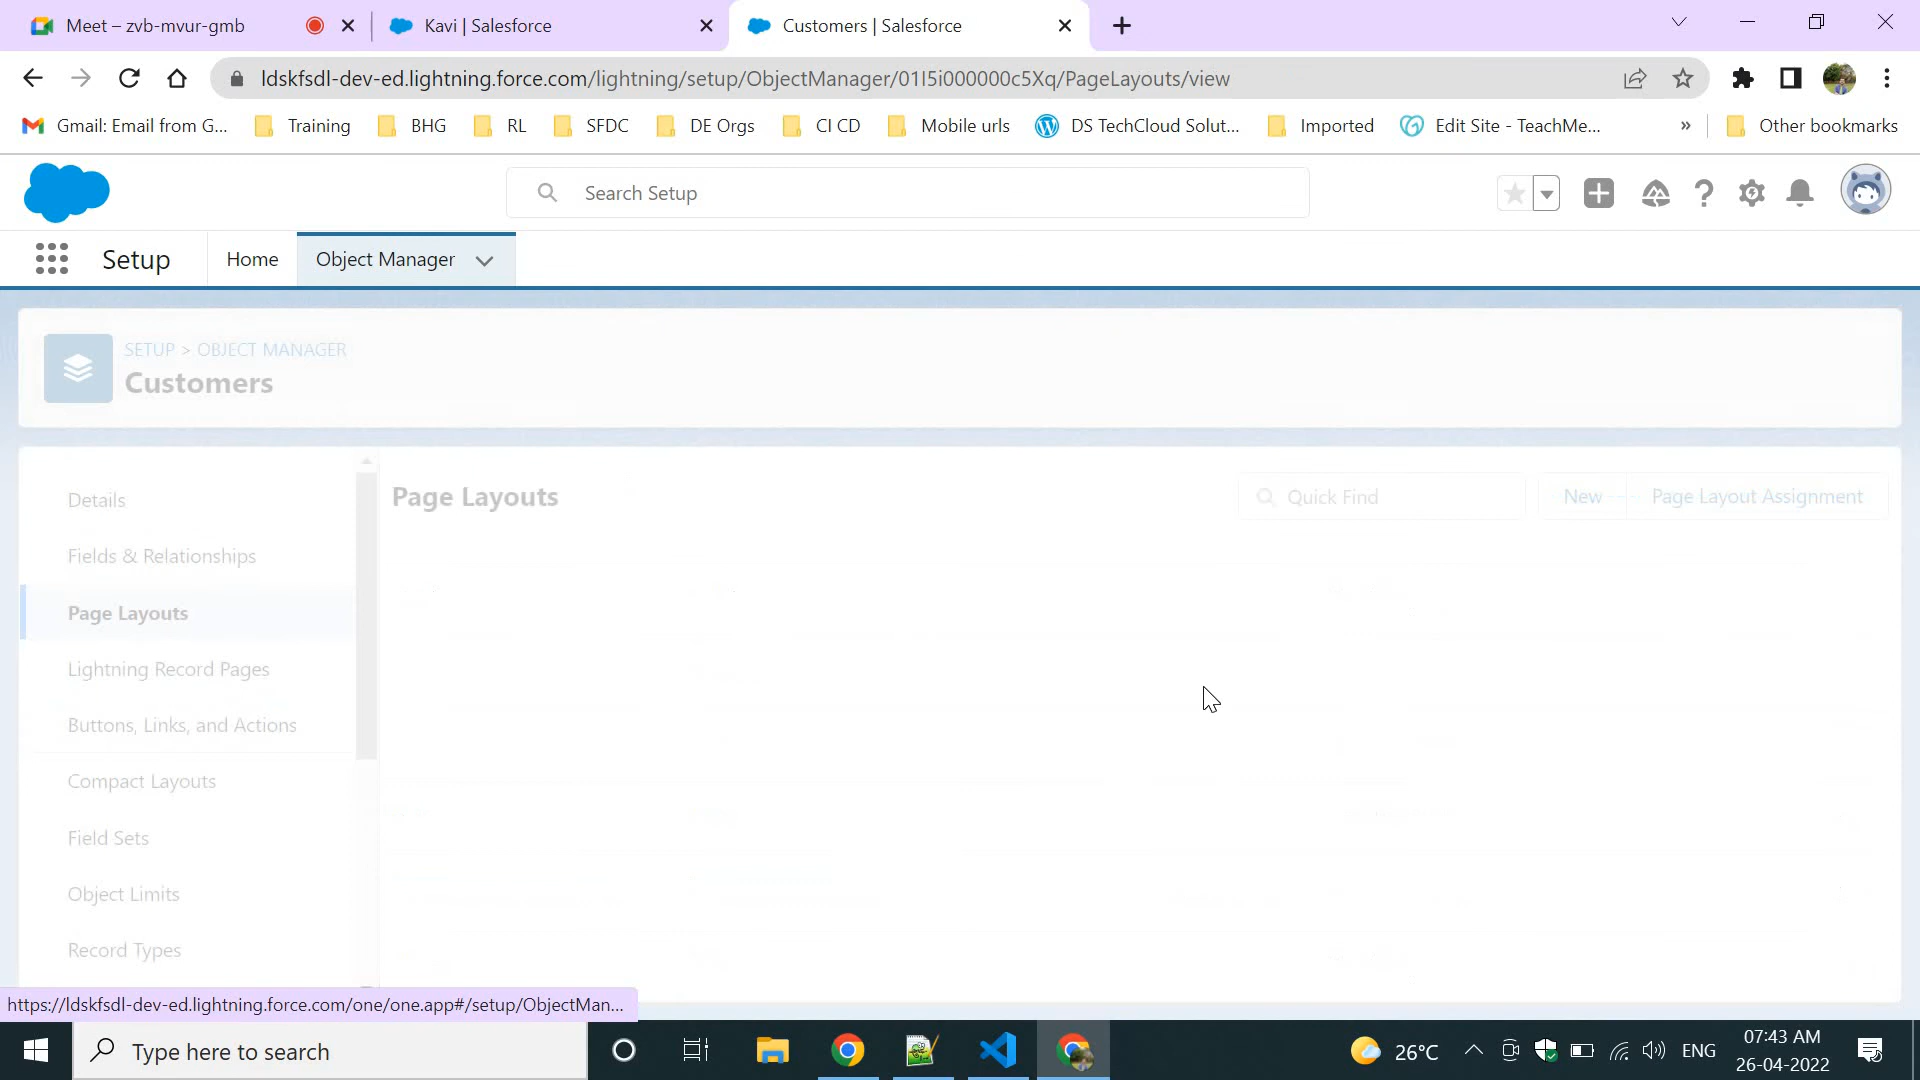 Meet – zvb-mvur-gmb
Kavi | Salesforce
Customers | Salesforce
ldskfsdl-dev-ed.lightning.force.com/lightning/setup/ObjectManager/01I5i000000c5Xq/PageLayouts/view
Gmail: Email from G...
Training
BHG
RL
SFDC
DE Orgs
CI CD
Mobile urls
DS TechCloud Solut...
Imported
Edit Site - TeachMe...
»
Other bookmarks
Search Setup
Setup
Home
Object Manager
SETUP > OBJECT MANAGER
Customers
Details
Fields & Relationships
Page Layouts
Lightning Record Pages
Buttons, Links, and Actions
Compact Layouts
Field Sets
Object Limits
Record Types
Page Layouts
Quick Find
New
Page Layout Assignment
https://ldskfsdl-dev-ed.lightning.force.com/one/one.app#/setup/ObjectMan...
Type here to search
26°C
ENG
07:43 AM
26-04-2022